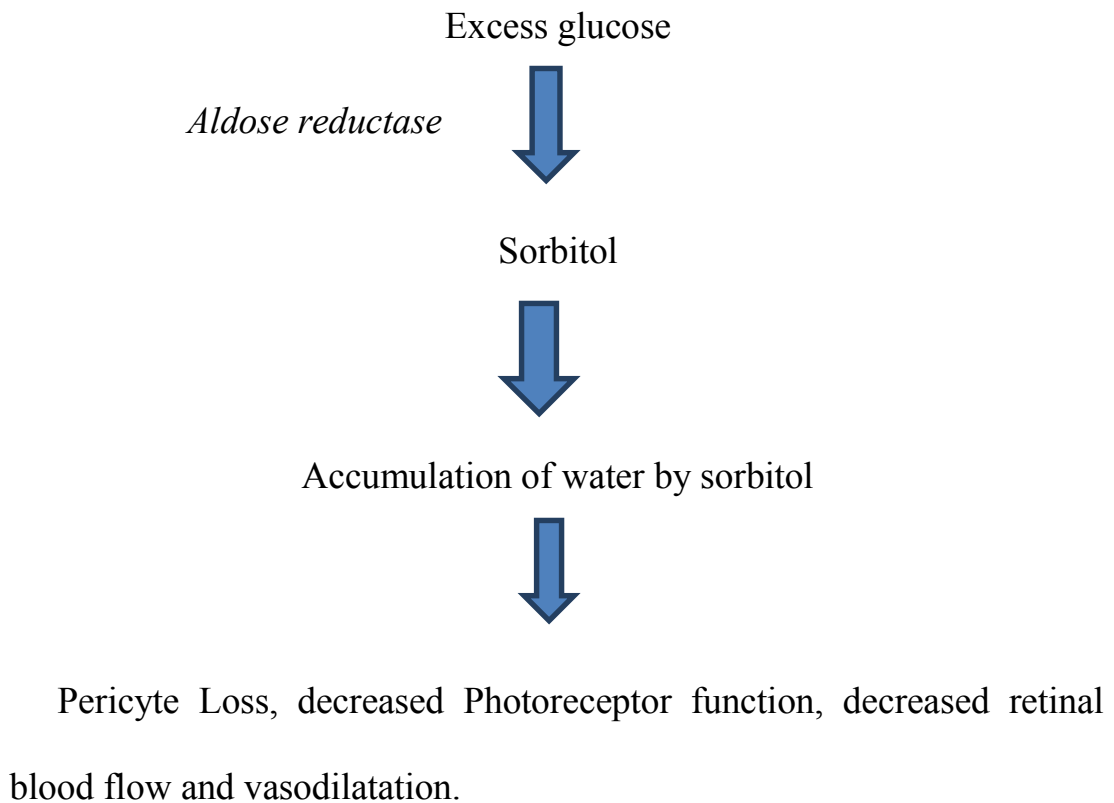 Excess glucose
Aldose reductase
Sorbitol
Accumulation of water by sorbitol
Pericyte Loss, decreased Photoreceptor function, decreased retinal
blood flow and vasodilatation.